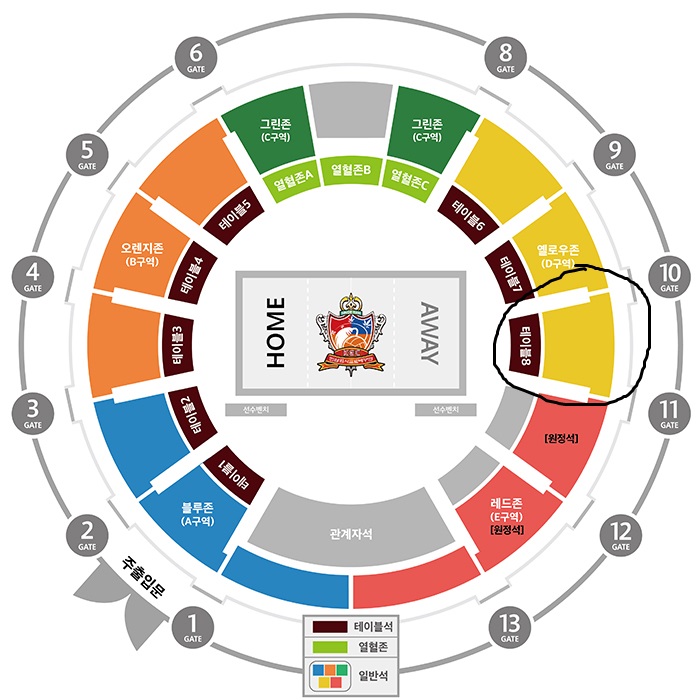 6
GATE
8
GATE
5
GATE
9
GATE
4
GATE
10
GATE
3
GATE
11
GATE
2
GATE
12
GATE
1
GATE
13
GATE
그린존
(C구역)
그린존
(C구역)
열혈존A
열혈존B
열혈존C
테이블5
테이블6
오렌지존
(B구역)
테이블4
테이블7
옐로우존
(D구역)
테이블3
테이블8
HOME
AWAY
선수벤치
선수벤치
테이블2
테이블1
[원정석]
블루존
(A구역)
관계자석
레드존
(E구역)
[원정석]
주출입문
테이블석
열혈존
일반석